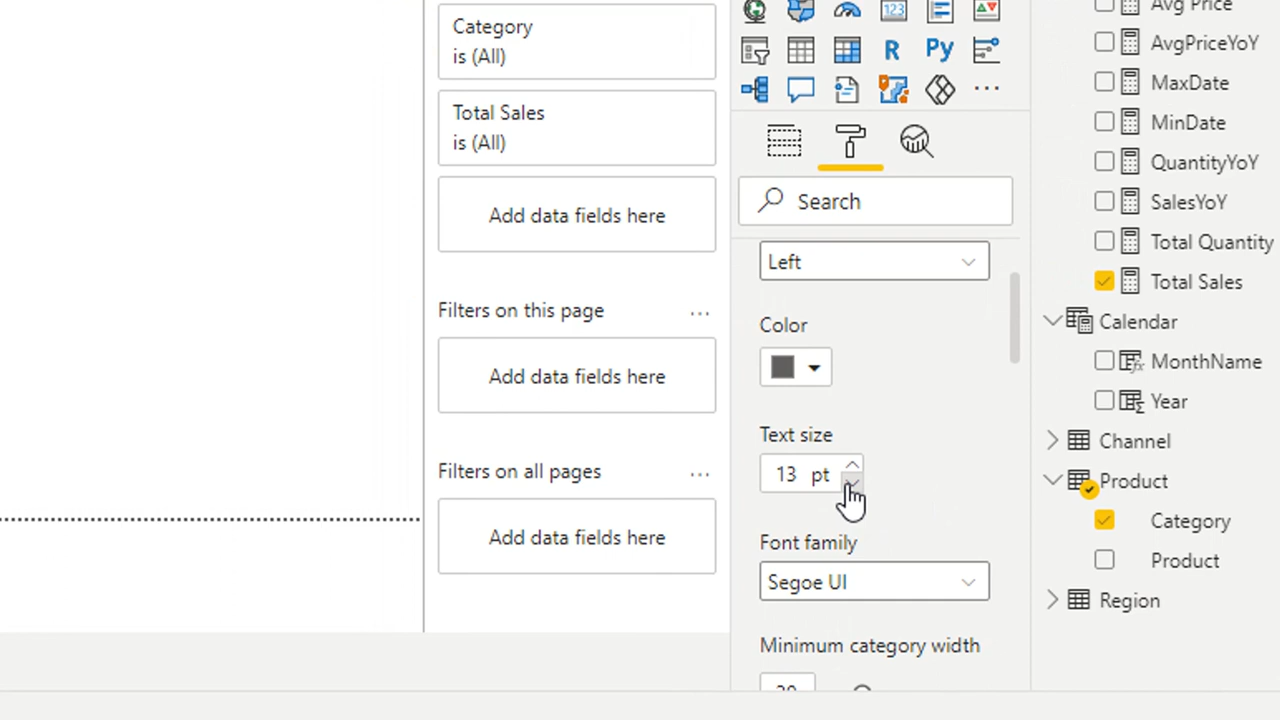 Category
is (All)
Total Sales
is (All)
Add data fields here
Filters on this page
...
Add data fields here
Filters on all pages
...
Add data fields here
123
R
Py
...
Search
Left
Color
Text size
13 pt
Font family
Segoe UI
Minimum category width
20
Avg Price
AvgPriceYoY
MaxDate
MinDate
QuantityYoY
SalesYoY
Total Quantity
Total Sales
Calendar
MonthName
Year
Channel
Product
Category
Product
Region